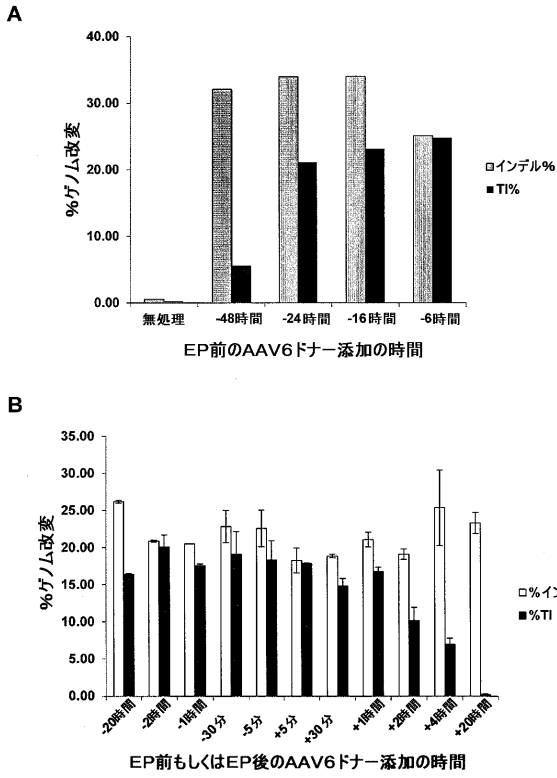 A
40.00
30.00
20.00
10.00
0.00
%ゲノム改変
インデル%
TI%
無処理 -48時間 -24時間 -16時間 -6時間
EP前のAAV6ドナー添加の時間
B
35.00
30.00
25.00
20.00
15.00
10.00
5.00
0.00
%ゲノム改変
%イン
%TI
-20時間 -2時間 -1時間 -30分 -5分 +5分 +30分 +1時間 +2時間 +4時間 +20時間
EP前もしくはEP後のAAV6ドナー添加の時間